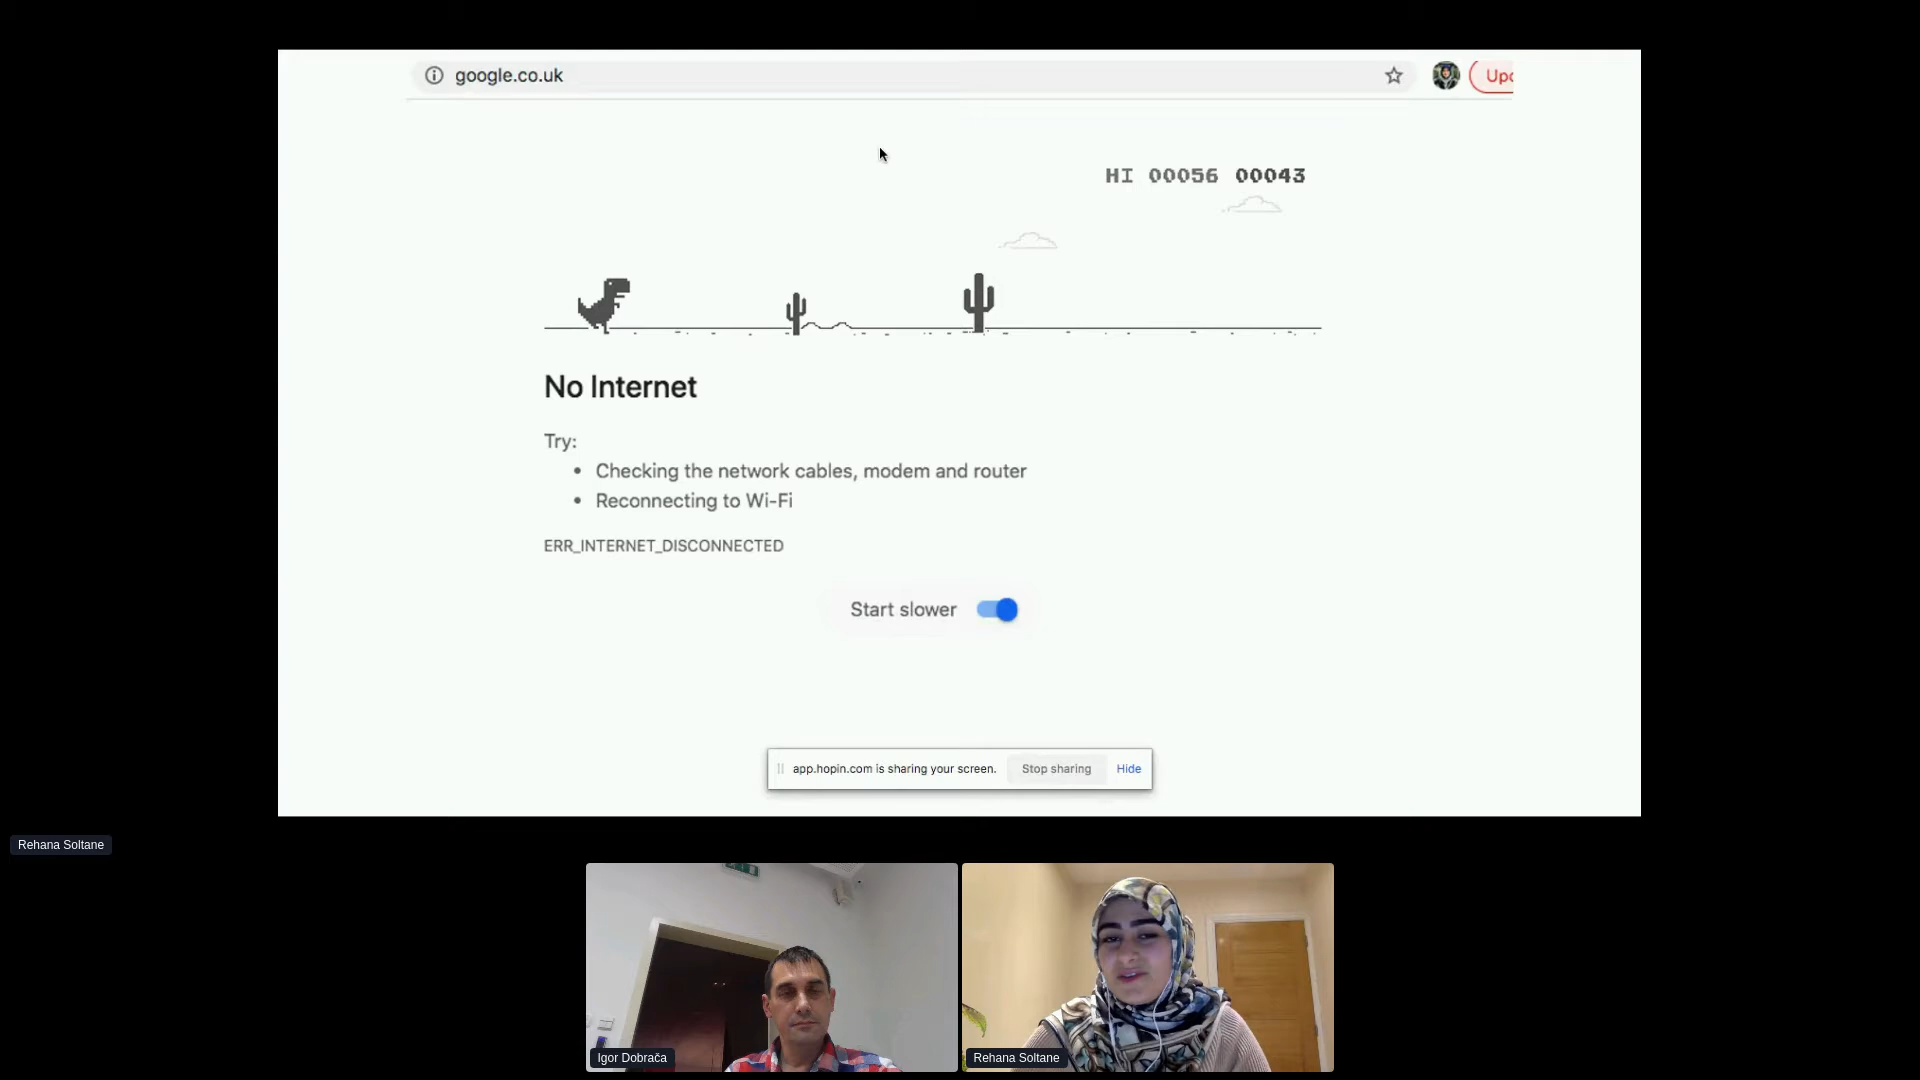 google.co.uk
Upd
HI 00056 00043
No Internet
Try:
• Checking the network cables, modem and router
• Reconnecting to Wi-Fi
ERR_INTERNET_DISCONNECTED
Start slower
app.hopin.com is sharing your screen. Stop sharing Hide
Rehana Soltane
Igor Dobrača
Rehana Soltane